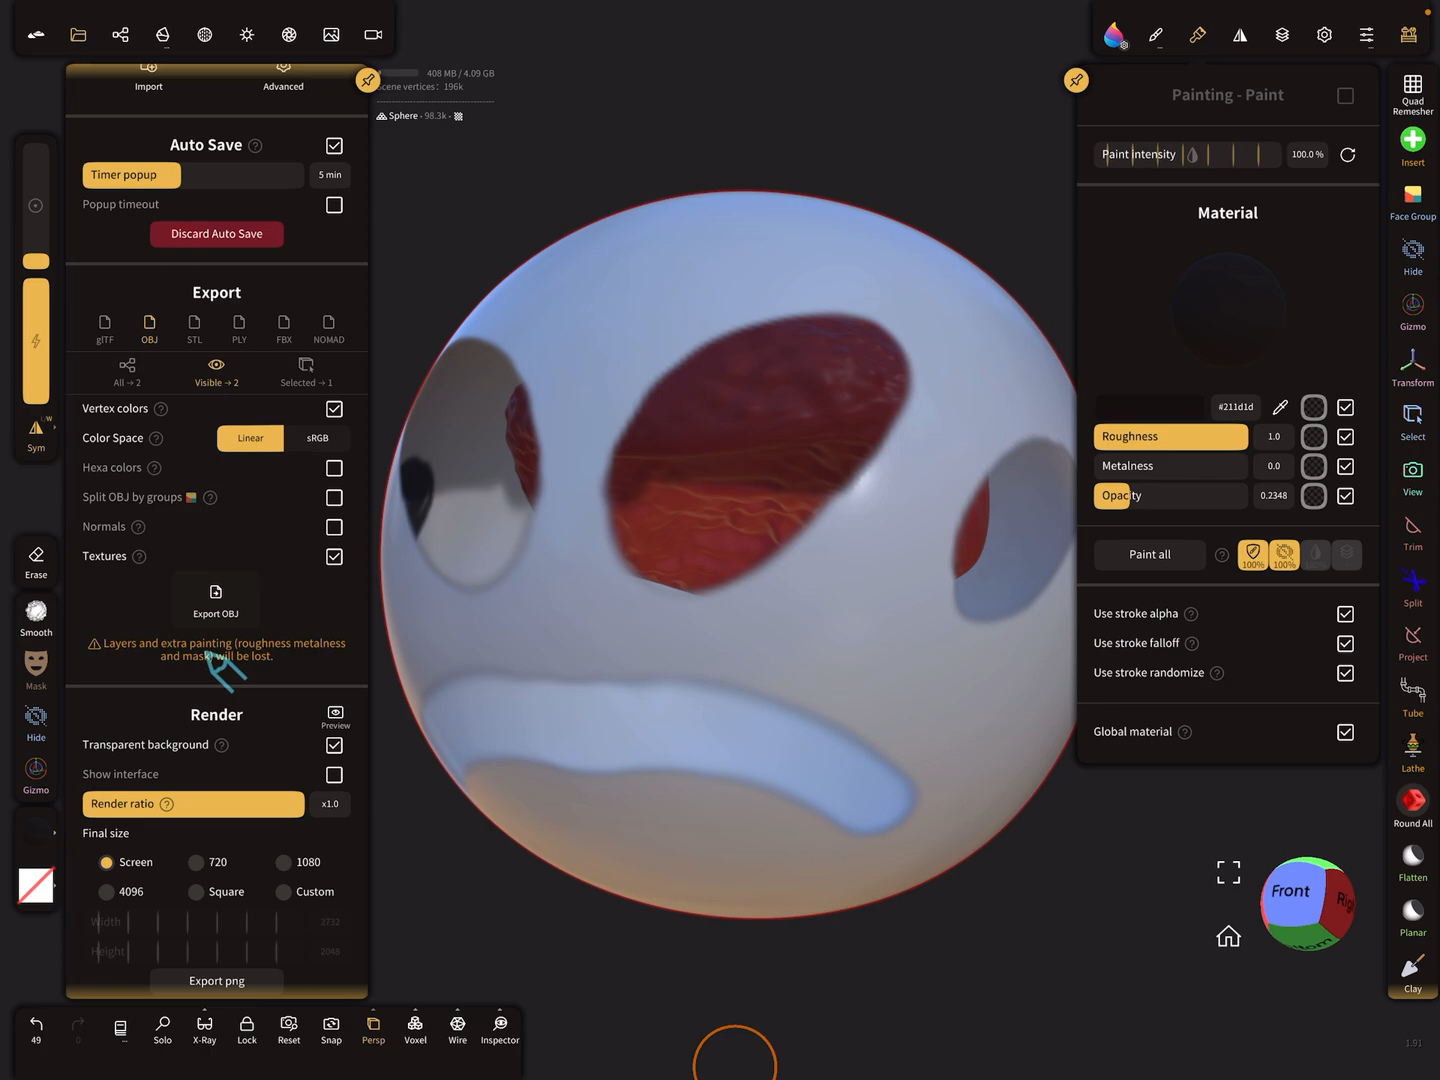 408 MB / 4.09 GB
Scene vertices: 196k
Sphere · 98.3k ·
Import
Advanced
Auto Save
Timer popup
5 min
Popup timeout
Discard Auto Save
Export
glTF
OBJ
STL
PLY
FBX
NOMAD
All → 2
Visible → 2
Selected → 1
Vertex colors
Color Space
Linear
sRGB
Hexa colors
Split OBJ by groups
Normals
Textures
Export OBJ
Layers and extra painting (roughness metalness
and mask) will be lost.
Render
Preview
Transparent background
Show interface
Render ratio
x1.0
Final size
Screen
720
1080
4096
Square
Custom
Width
2732
Height
2048
Export png
Sym
Erase
Smooth
Mask
Hide
Gizmo
49
0
...
Solo
X-Ray
Lock
Reset
Snap
Persp
Voxel
Wire
Inspector
Painting - Paint
Paint intensity
100.0 %
Material
#211d1d
Roughness
1.0
Metalness
0.0
Opacity
0.2348
Paint all
100%
100%
Use stroke alpha
Use stroke falloff
Use stroke randomize
Global material
Front
Quad
Remesher
Insert
Face Group
Hide
Gizmo
Transform
Select
View
Trim
Split
Project
Tube
Lathe
Round All
Flatten
Planar
Clay
1.91